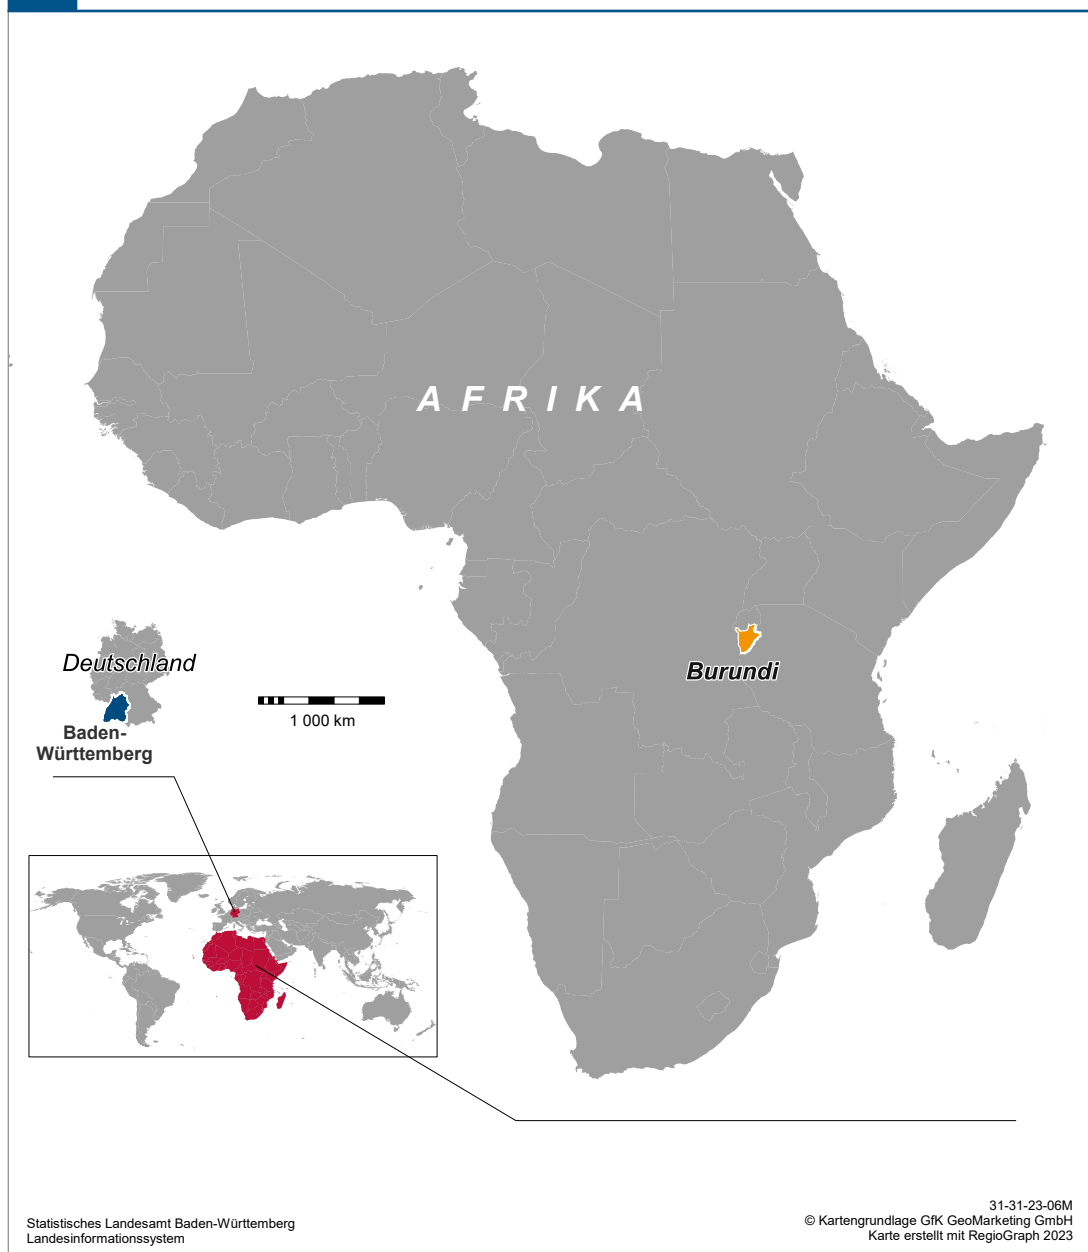 A F R I K A
Deutschland
Burundi
1 000 km
Baden-
Württemberg
31-31-23-06M
Statistisches Landesamt Baden-Württemberg
Landesinformationssystem
© Kartengrundlage GfK GeoMarketing GmbH
Karte erstellt mit RegioGraph 2023